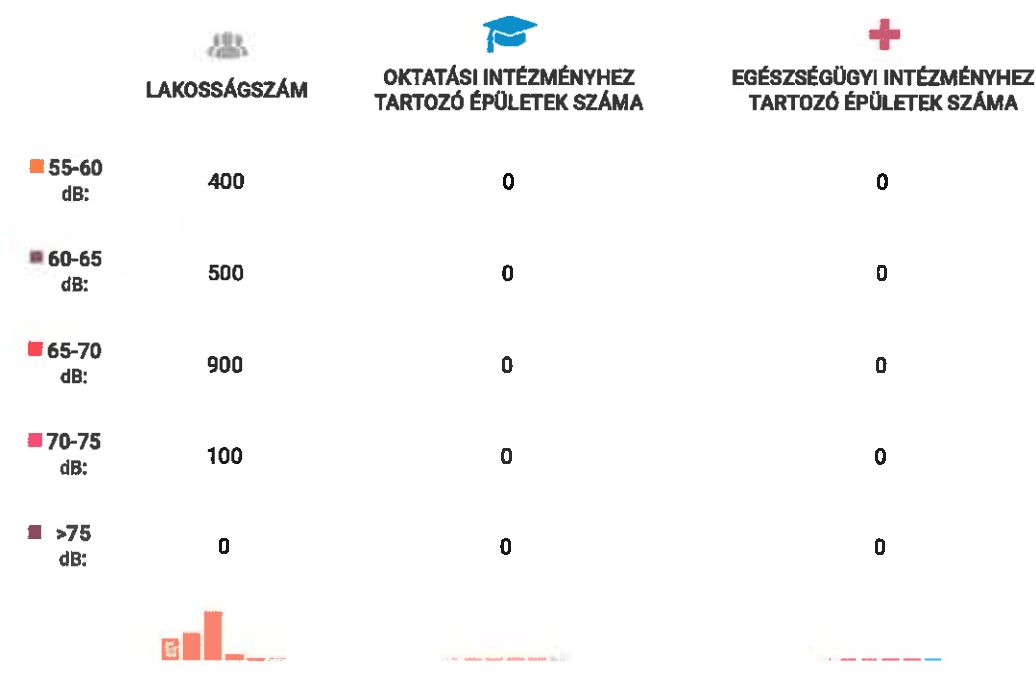 LAKOSSÁGSZÁM
OKTATÁSI INTÉZMÉNYHEZ
TARTOZÓ ÉPÜLETEK SZÁMA
EGÉSZSÉGÜGYI INTÉZMÉNYHEZ
TARTOZÓ ÉPÜLETEK SZÁMA
55-60
dB:
400 0 0
60-65
dB:
500 0 0
65-70
dB:
900 0 0
70-75
dB:
100 0 0
>75
dB:
0 0 0